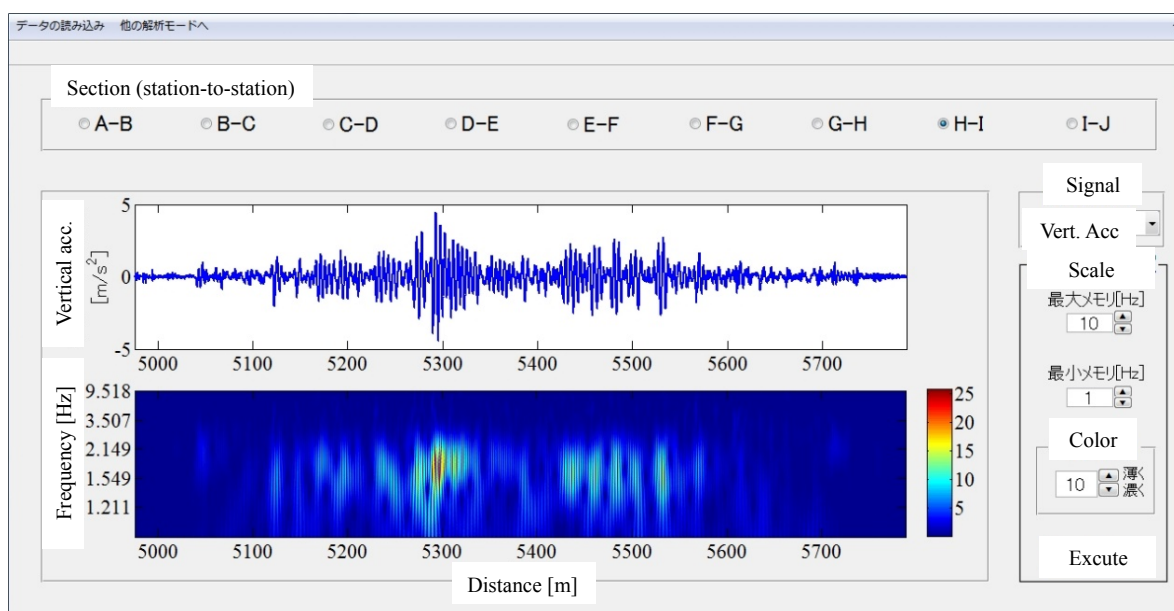 データの読み込み 他の解析モードへ
Section (station-to-station)
A-B B-C C-D D-E E-F F-G G-H H-I I-J
Signal
Vert. Acc
Scale
最大メモリ[Hz]
10
最小メモリ[Hz]
1
Color
10 薄く
濃く
Excute
Vertical acc.
[m/s²]
5
0
-5
5000 5100 5200 5300 5400 5500 5600 5700
Frequency [Hz]
9.518
3.507
2.149
1.549
1.211
25
20
15
10
5
5000 5100 5200 5300 5400 5500 5600 5700
Distance [m]